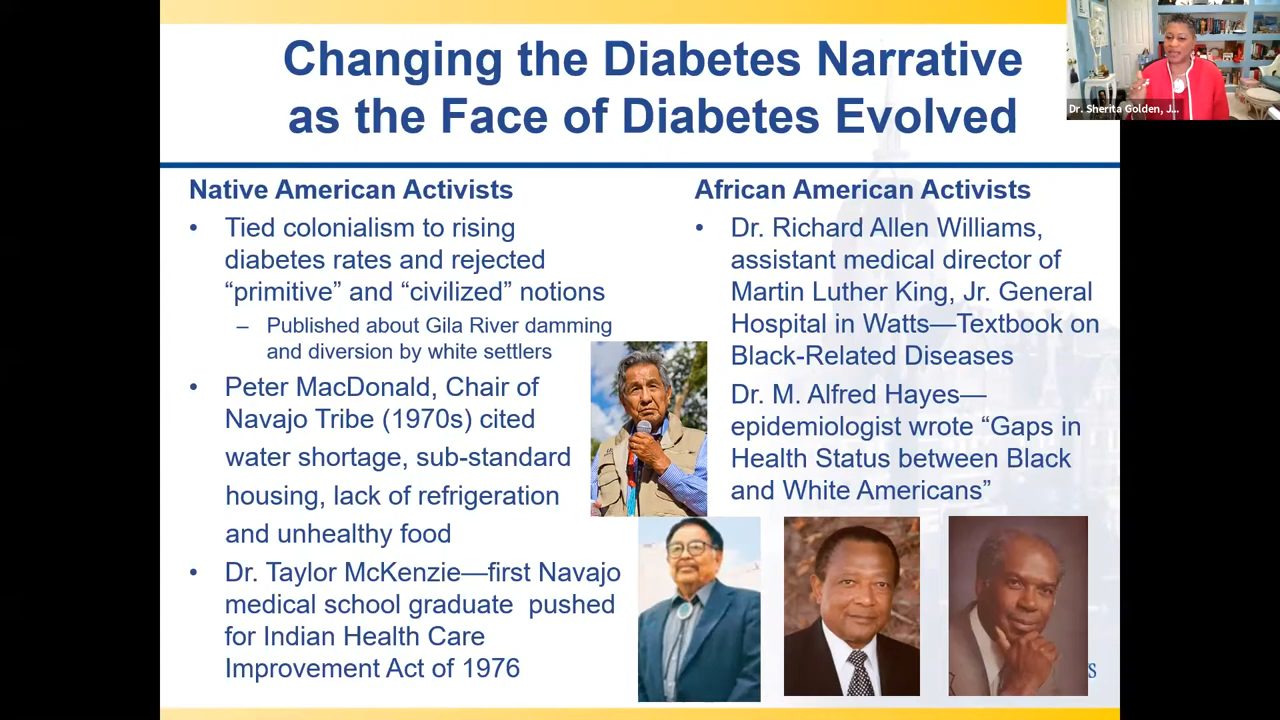 Changing the Diabetes Narrative
as the Face of Diabetes Evolved
Dr. Sherita Golden, J...
Native American Activists
• Tied colonialism to rising
diabetes rates and rejected
“primitive” and “civilized” notions
– Published about Gila River damming
and diversion by white settlers
• Peter MacDonald, Chair of
Navajo Tribe (1970s) cited
water shortage, sub-standard
housing, lack of refrigeration
and unhealthy food
• Dr. Taylor McKenzie—first Navajo
medical school graduate pushed
for Indian Health Care
Improvement Act of 1976
African American Activists
• Dr. Richard Allen Williams,
assistant medical director of
Martin Luther King, Jr. General
Hospital in Watts—Textbook on
Black-Related Diseases
Dr. M. Alfred Hayes—
epidemiologist wrote “Gaps in
Health Status between Black
and White Americans”